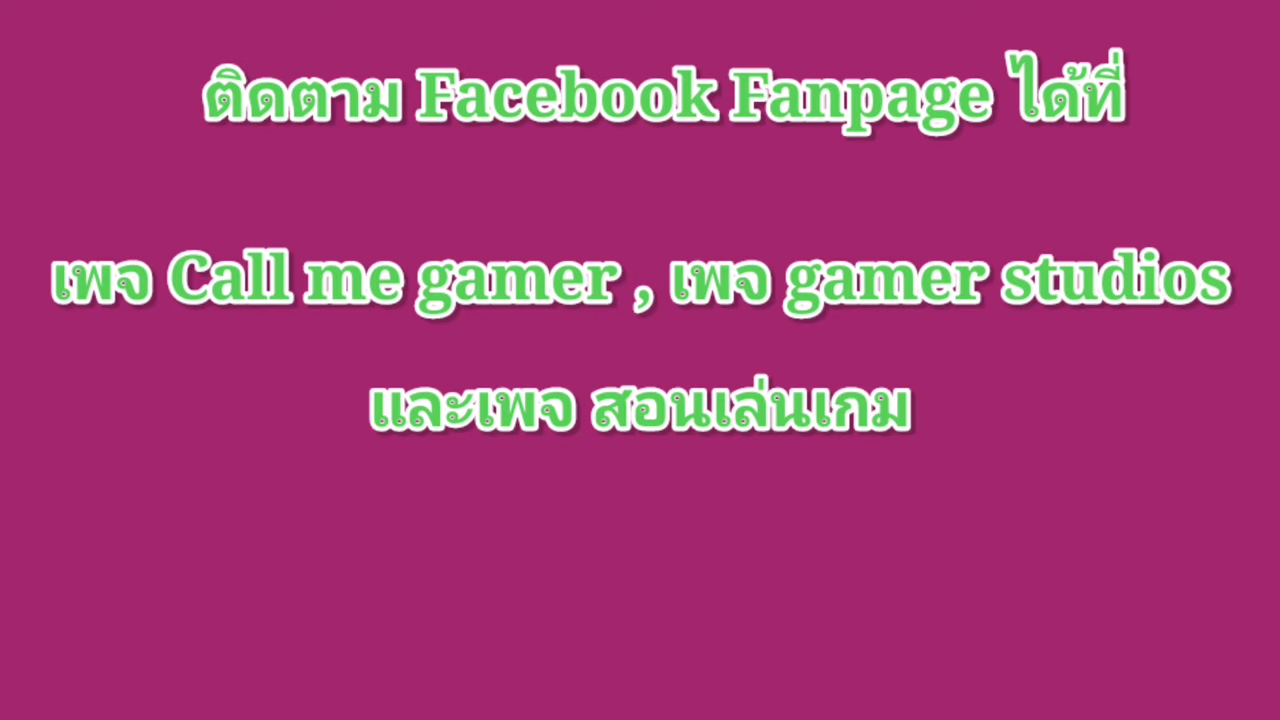 ติดตาม Facebook Fanpage ได้ที่
เพจ Call me gamer , เพจ gamer studios
และเพจ สอนเล่นเกม